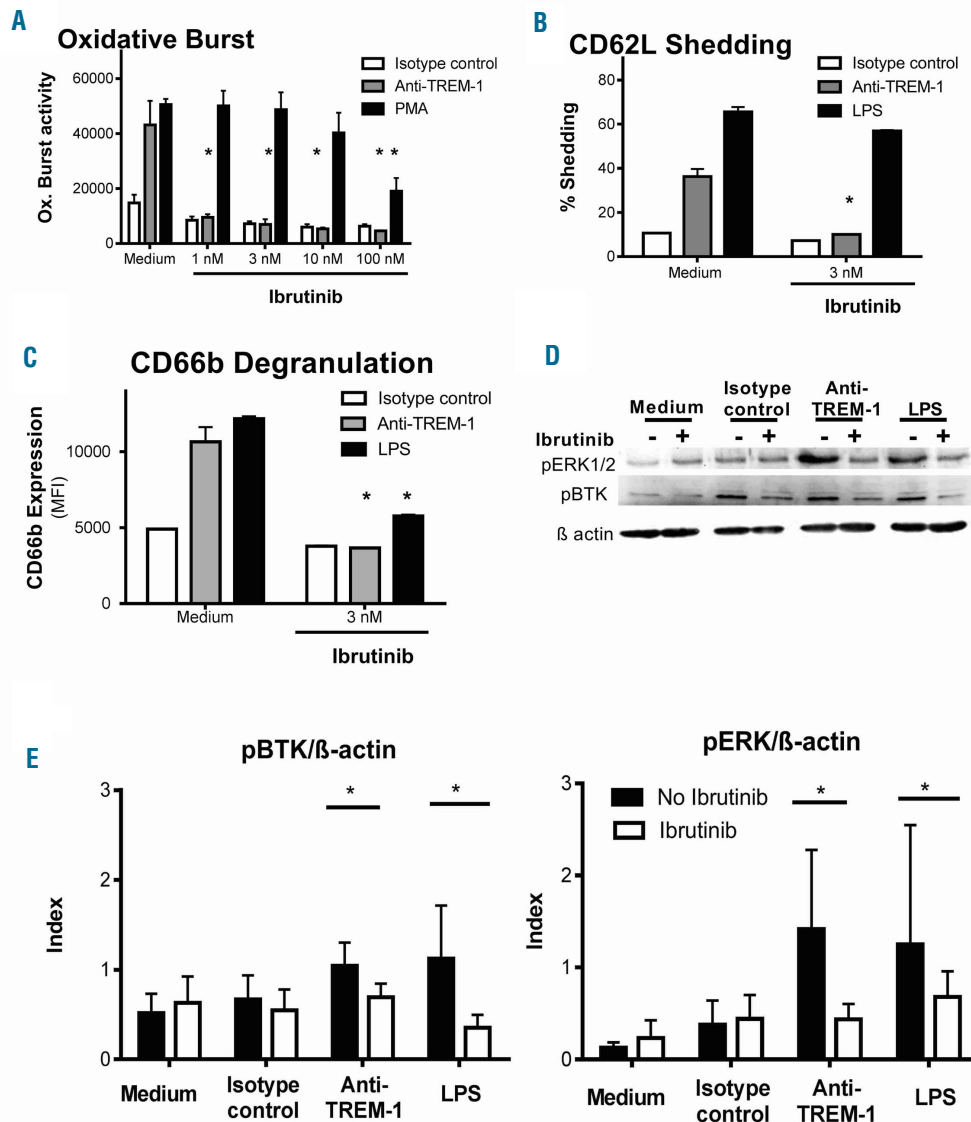 A
Oxidative Burst
Isotype control
Anti-TREM-1
PMA
Ox. Burst activity
60000
40000
20000
0
* * * * *
Medium 1 nM 3 nM 10 nM 100 nM
Ibrutinib
B
CD62L Shedding
Isotype control
Anti-TREM-1
LPS
% Shedding
80
60
40
20
0
*
Medium 3 nM
Ibrutinib
C
CD66b Degranulation
Isotype control
Anti-TREM-1
LPS
CD66b Expression
(MFI)
10000
5000
0
* *
Medium 3 nM
Ibrutinib
D
Medium Isotype control Anti-TREM-1 LPS
Ibrutinib - + - + - + - +
pERK1/2
pBTK
ß actin
E
pBTK/ß-actin
Index
3
2
1
0
* *
Medium Isotype control Anti-TREM-1 LPS
pERK/ß-actin
No Ibrutinib
Ibrutinib
Index
3
2
1
0
* *
Medium Isotype control Anti-TREM-1 LPS